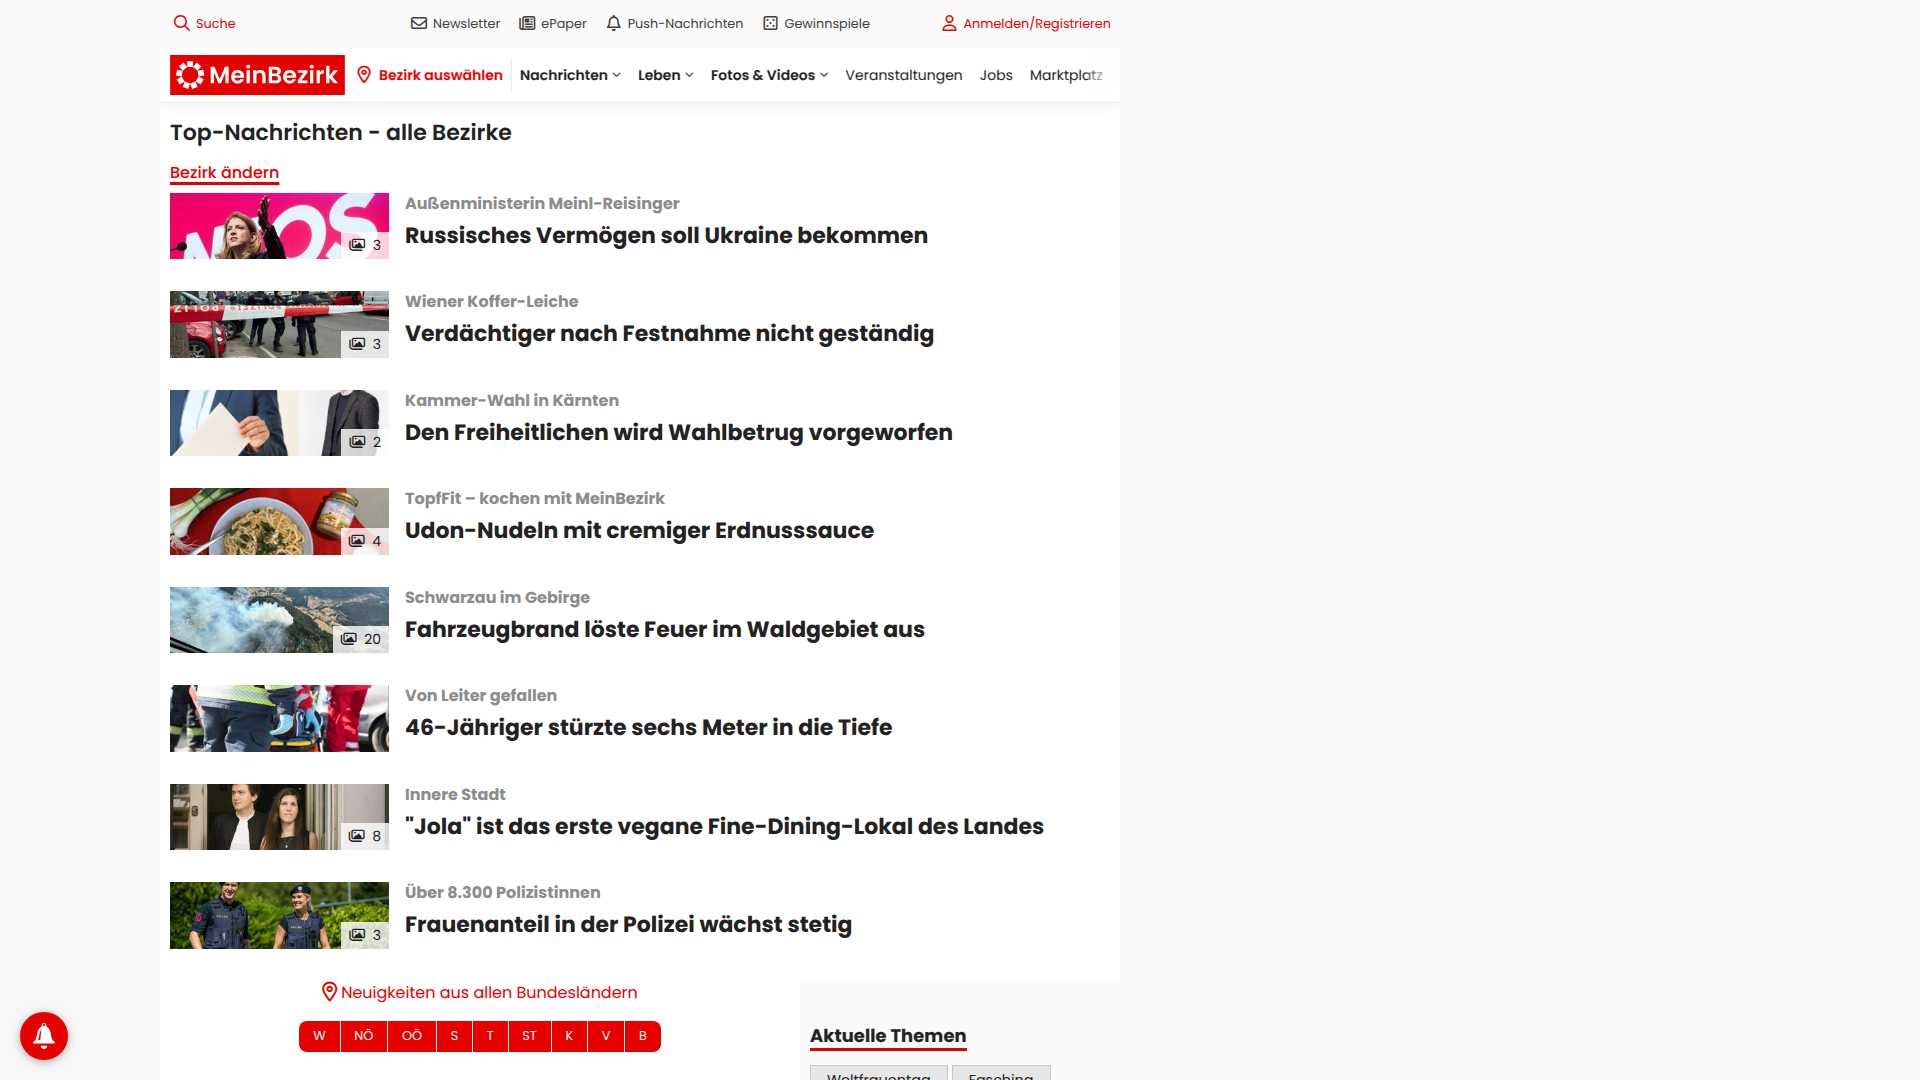 Suche
Newsletter
ePaper
Push-Nachrichten
Gewinnspiele
Anmelden/Registrieren
MeinBezirk
Bezirk auswählen
Nachrichten
Leben
Fotos & Videos
Veranstaltungen
Jobs
Marktplatz
Top-Nachrichten - alle Bezirke
Bezirk ändern
3
Außenministerin Meinl-Reisinger
Russisches Vermögen soll Ukraine bekommen
3
Wiener Koffer-Leiche
Verdächtiger nach Festnahme nicht geständig
2
Kammer-Wahl in Kärnten
Den Freiheitlichen wird Wahlbetrug vorgeworfen
4
TopfFit – kochen mit MeinBezirk
Udon-Nudeln mit cremiger Erdnusssauce
20
Schwarzau im Gebirge
Fahrzeugbrand löste Feuer im Waldgebiet aus
Von Leiter gefallen
46-Jähriger stürzte sechs Meter in die Tiefe
8
Innere Stadt
"Jola" ist das erste vegane Fine-Dining-Lokal des Landes
3
Über 8.300 Polizistinnen
Frauenanteil in der Polizei wächst stetig
Neuigkeiten aus allen Bundesländern
W
NÖ
OÖ
S
T
ST
K
V
B
Aktuelle Themen
Weltfrauentag
Fasching